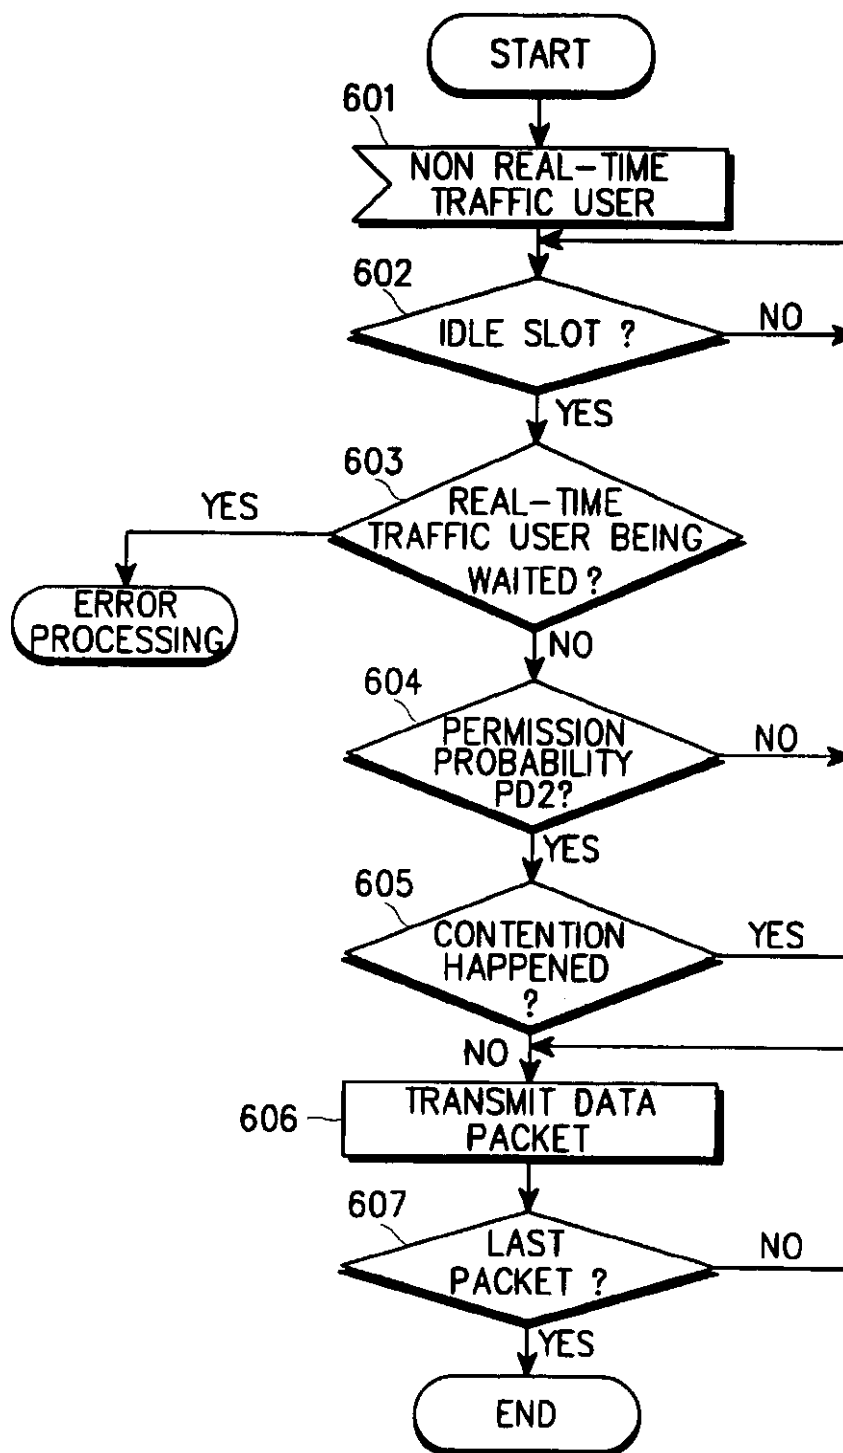 START
601
NON REAL-TIME
TRAFFIC USER
602
IDLE SLOT ?
NO
YES
603
REAL-TIME
TRAFFIC USER BEING
WAITED ?
YES
ERROR
PROCESSING
NO
604
PERMISSION
PROBABILITY
PD2?
NO
YES
605
CONTENTION
HAPPENED
?
YES
NO
606
TRANSMIT DATA
PACKET
607
LAST
PACKET ?
NO
YES
END